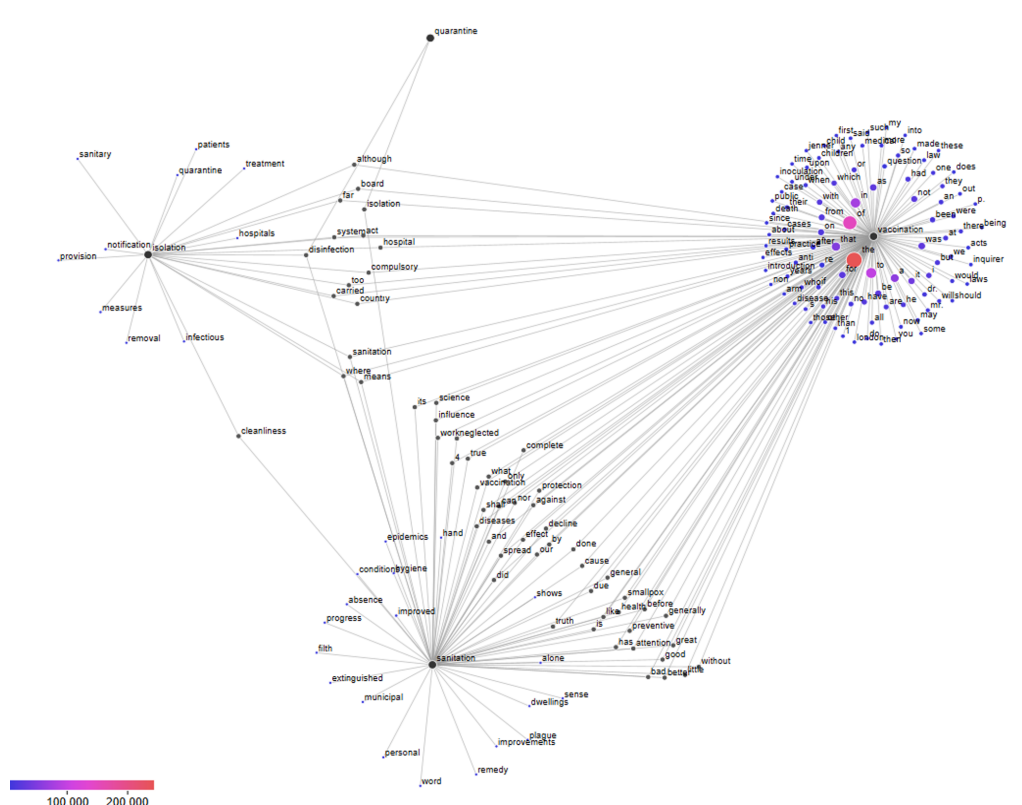 quarantine
sanitary
patients
quarantine
treatment
although
board
far
isolation
hospitals
system
act
hospital
notification
isolation
disinfection
provision
compulsory
too
carried
country
measures
removal
infectious
sanitation
where
means
cleanliness
its
science
influence
work
neglected
4
true
complete
what
only
vaccination
protection
shall
can
nor
against
diseases
decline
and
effect
by
hand
epidemics
spread
our
done
cause
conditions
hygiene
did
general
due
absence
improved
shows
smallpox
progress
like
health
before
generally
truth
is
preventive
filth
has
attention
great
sanitation
alone
good
without
bad
better
little
extinguished
municipal
sense
dwellings
plague
improvements
personal
remedy
word
first
said
such
my
into
child
any
medical
more
jenner
children
so
made
these
time
upon
or
question
law
inoculation
under
when
which
as
had
one
does
case
they
public
their
with
in
not
an
out
p.
death
from
of
been
were
since
cases
on
vaccination
there
being
about
at
results
practice
after
that
the
was
acts
effects
anti
re
for
to
but
we
inquirer
introduction
years
a
it
i
would
laws
non
who
if
be
dr.
will
should
arm
disease
s
his
this
no
have
are
he
mr.
may
those
other
than
all
now
some
1
london
do
then
you
100 000
200 000